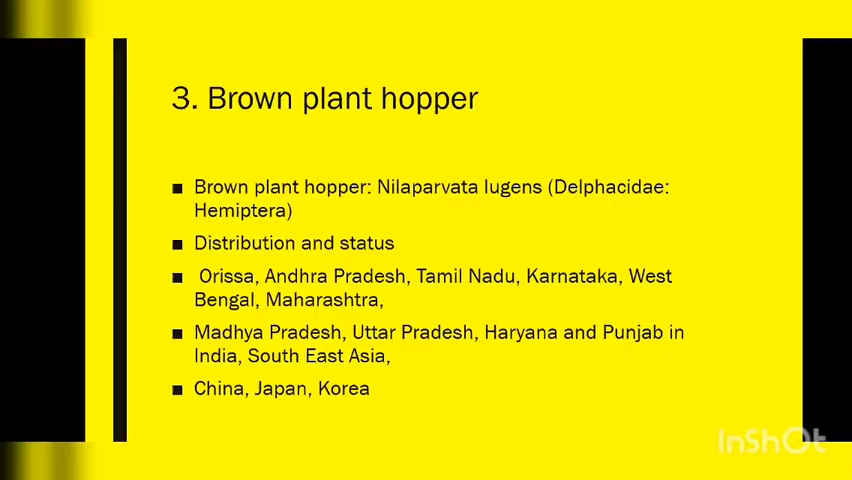 3. Brown plant hopper
■ Brown plant hopper: Nilaparvata lugens (Delphacidae:
Hemiptera)
■ Distribution and status
■ Orissa, Andhra Pradesh, Tamil Nadu, Karnataka, West
Bengal, Maharashtra,
■ Madhya Pradesh, Uttar Pradesh, Haryana and Punjab in
India, South East Asia,
■ China, Japan, Korea
InShOt